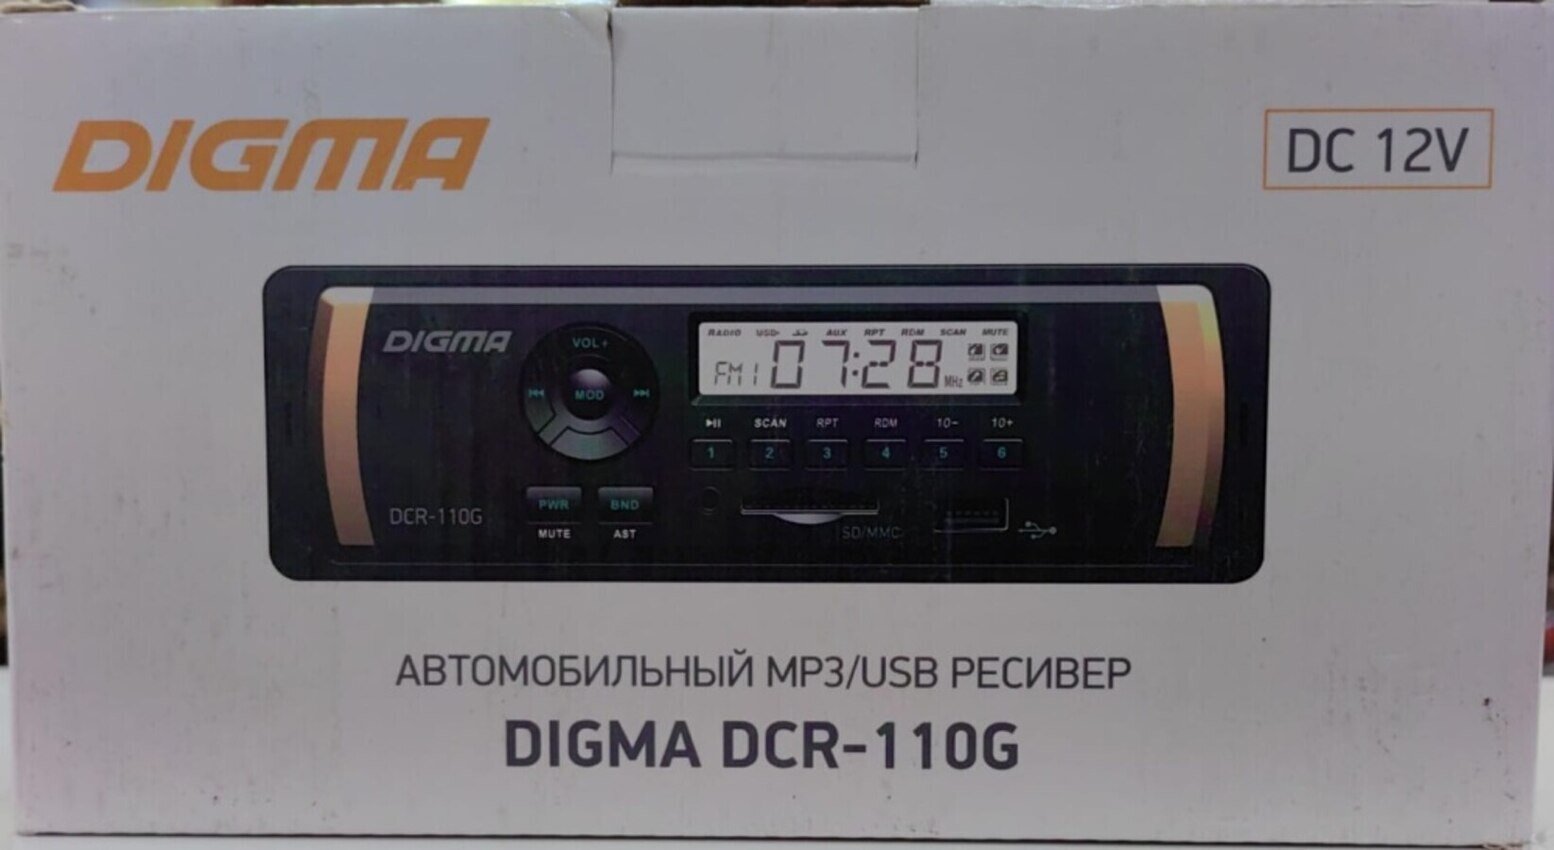 DIGMA
DC 12V
DIGMA
VOL+
MOD
RADIO USB AUX RPT RDM SCAN MUTE
FM1 07:28 MHz
SCAN RPT RDM 10- 10+
1 2 3 4 5 6
DCR-110G
PWR BND
MUTE AST
SD/MMC
АВТОМОБИЛЬНЫЙ MP3/USB РЕСИВЕР
DIGMA DCR-110G